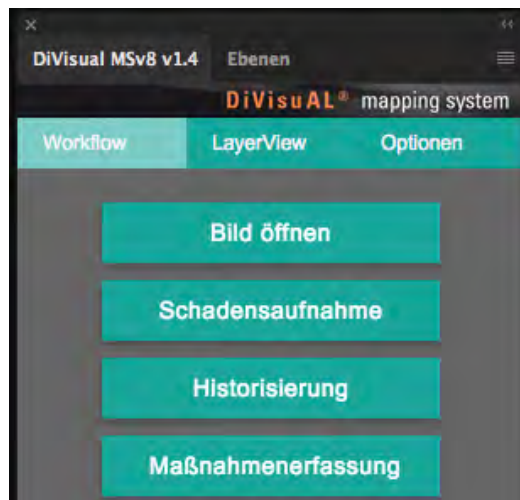 DiVisual MSv8 v1.4 Ebenen
DiVisuAL® mapping system
Workflow LayerView Optionen
Bild öffnen
Schadensaufnahme
Historisierung
Maßnahmenerfassung